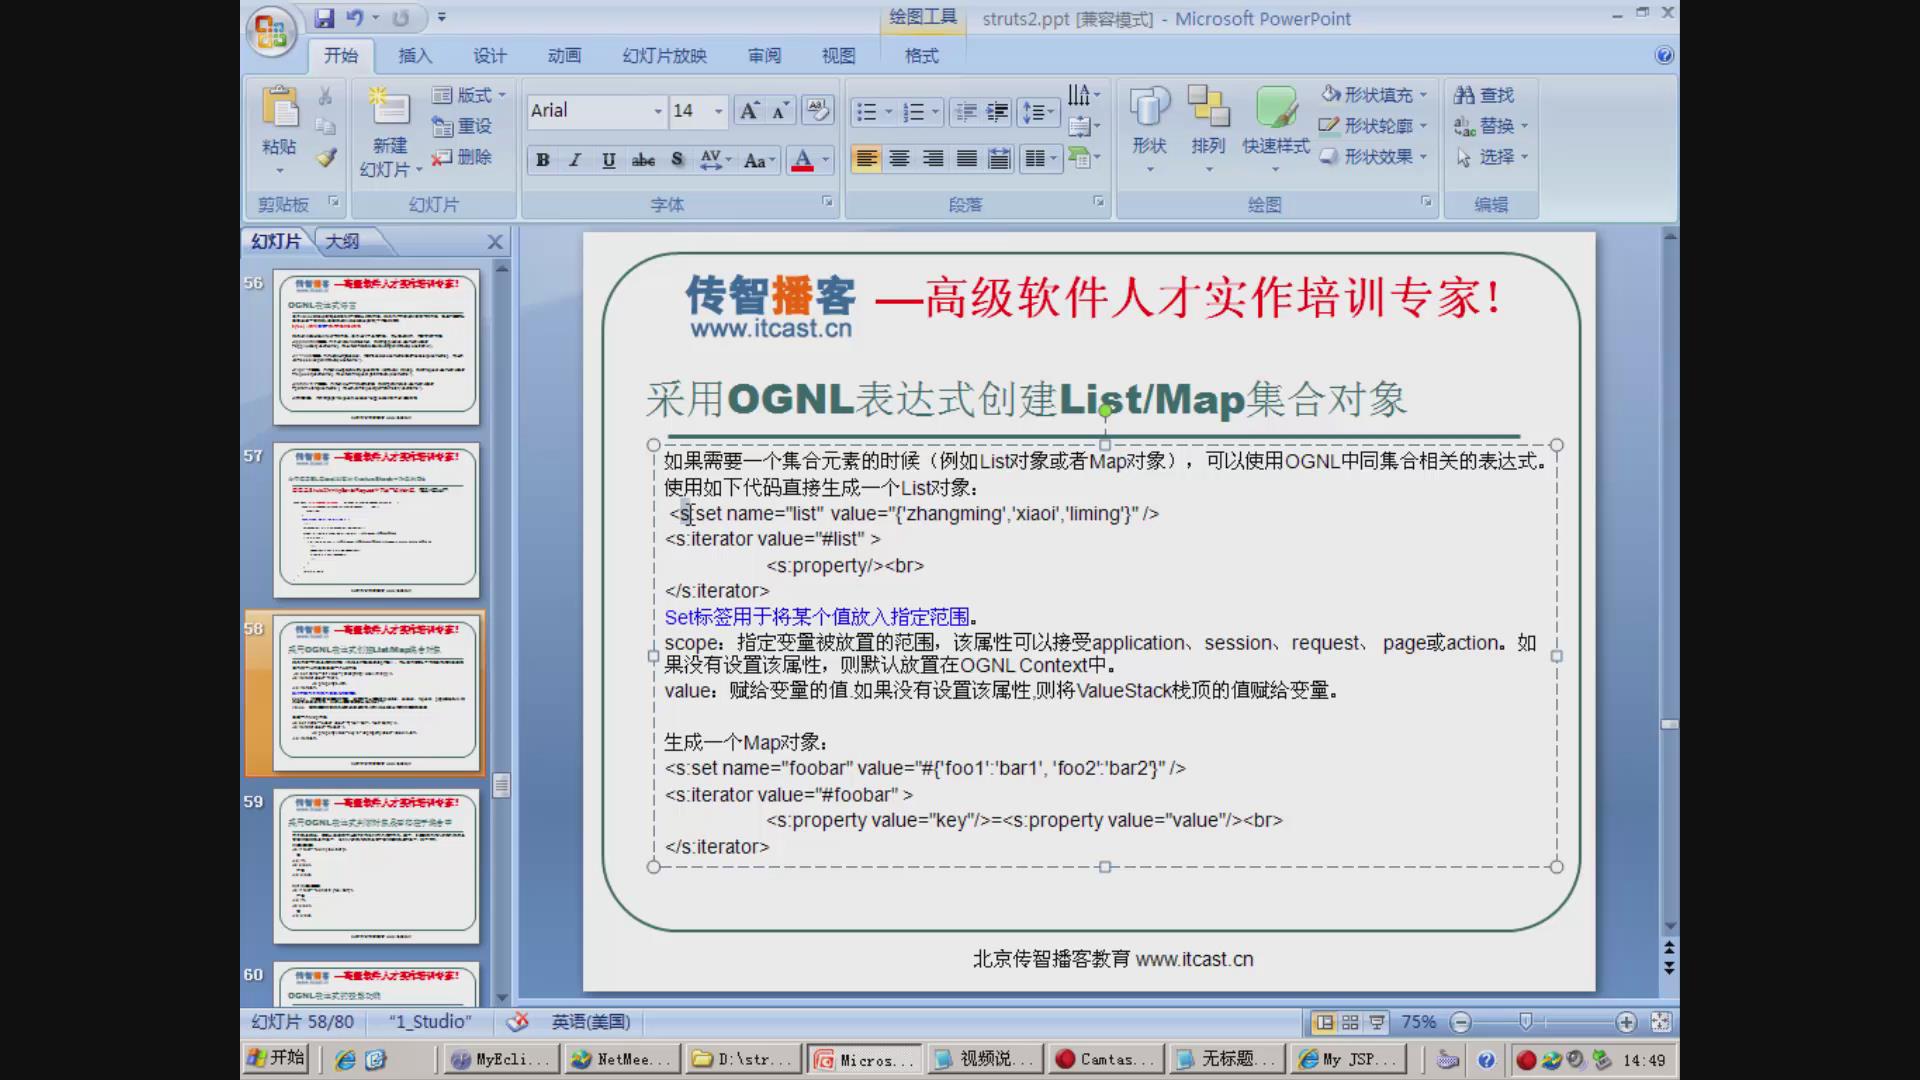 绘图工具
struts2.ppt [兼容模式] - Microsoft PowerPoint
开始 插入 设计 动画 幻灯片放映 审阅 视图 格式
粘贴
新建
幻灯片
版式
重设
删除
Arial 14
形状 排列 快速样式
形状填充
形状轮廓
形状效果
查找
替换
选择
剪贴板 幻灯片 字体 段落 绘图 编辑
幻灯片 大纲
56
57
58
59
60
传智播客 —高级软件人才实作培训专家!
www.itcast.cn
采用OGNL表达式创建List/Map集合对象
如果需要一个集合元素的时候（例如List对象或者Map对象），可以使用OGNL中同集合相关的表达式。
使用如下代码直接生成一个List对象：
<s:set name="list" value="{'zhangming','xiaoi','liming'}" />
<s:iterator value="#list" >
<s:property/><br>
</s:iterator>
Set标签用于将某个值放入指定范围。
scope：指定变量被放置的范围，该属性可以接受application、session、request、 page或action。如
果没有设置该属性，则默认放置在OGNL Context中。
value：赋给变量的值.如果没有设置该属性,则将ValueStack栈顶的值赋给变量。
生成一个Map对象：
<s:set name="foobar" value="#{'foo1':'bar1', 'foo2':'bar2'}" />
<s:iterator value="#foobar" >
<s:property value="key"/>=<s:property value="value"/><br>
</s:iterator>
北京传智播客教育 www.itcast.cn
幻灯片 58/80 "1_Studio" 英语(美国) 75%
开始 MyEcli... NetMee... D:\str... Micros... 视频说... Camtas... 无标题... My JSP... 14:49